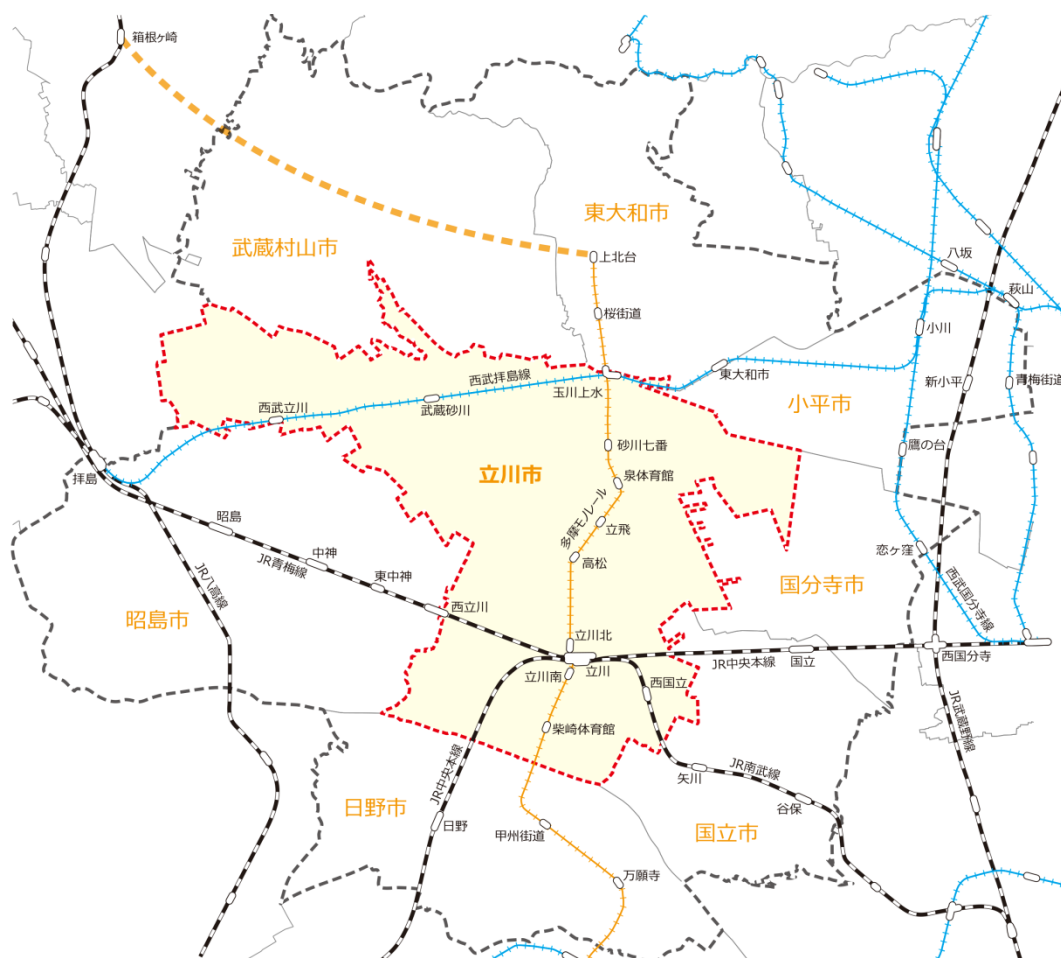 箱根ヶ崎
東大和市
武蔵村山市
上北台
八坂
萩山
桜街道
小川
西武拝島線
東大和市
玉川上水
新小平
青梅街道
小平市
西武立川
武蔵砂川
砂川七番
鷹の台
拝島
立川市
泉体育館
昭島
多摩モノレール
立飛
中神
JR青梅線
高松
恋ヶ窪
JR八高線
東中神
国分寺市
西武国分寺線
昭島市
西立川
立川北
立川南
立川
JR中央本線
国立
西国分寺
西国立
柴崎体育館
JR武蔵野線
JR中央本線
矢川
JR南武線
日野市
谷保
日野
甲州街道
国立市
万願寺